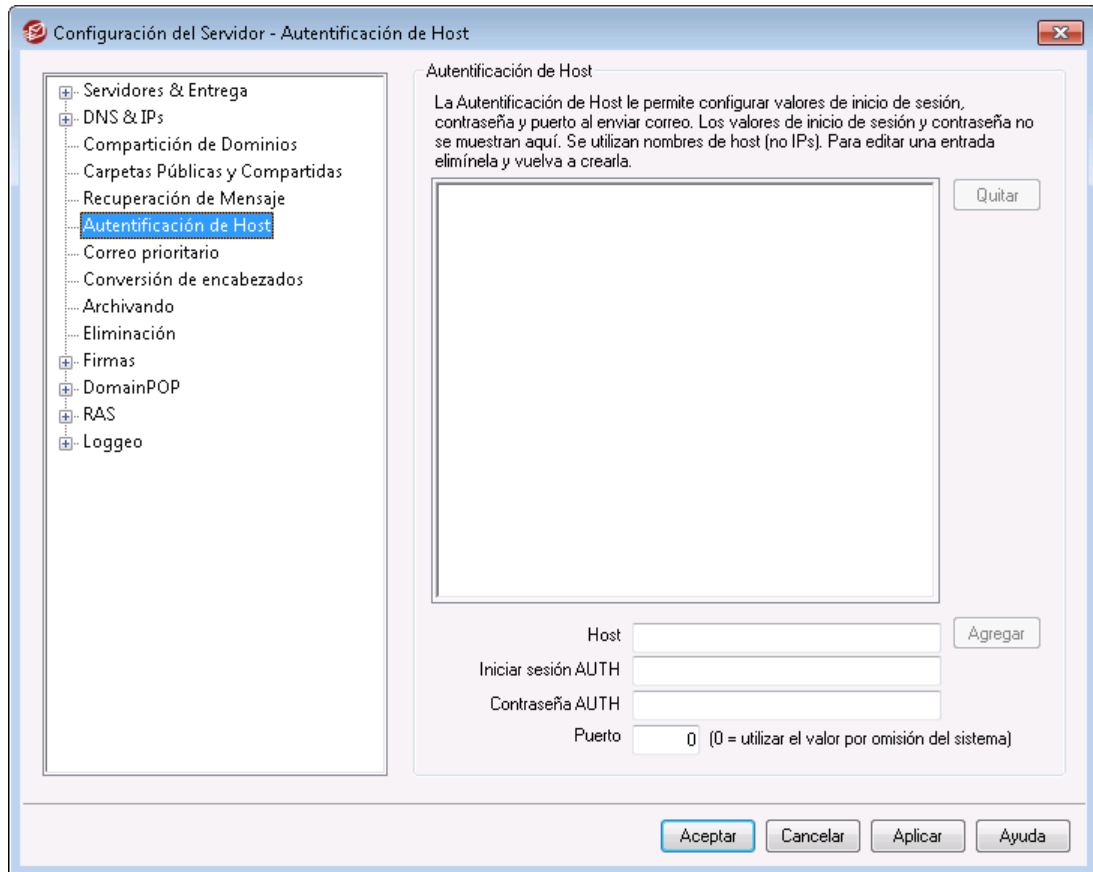 Configuración del Servidor - Autentificación de Host
Servidores & Entrega
DNS & IPs
Compartición de Dominios
Carpetas Públicas y Compartidas
Recuperación de Mensaje
Autentificación de Host
Correo prioritario
Conversión de encabezados
Archivando
Eliminación
Firmas
DomainPOP
RAS
Loggeo
Autentificación de Host
La Autentificación de Host le permite configurar valores de inicio de sesión,
contraseña y puerto al enviar correo. Los valores de inicio de sesión y contraseña no
se muestran aquí. Se utilizan nombres de host (no IPs). Para editar una entrada
elimínela y vuelva a crearla.
Quitar
Host
Agregar
Iniciar sesión AUTH
Contraseña AUTH
Puerto 0 (0 = utilizar el valor por omisión del sistema)
Aceptar Cancelar Aplicar Ayuda